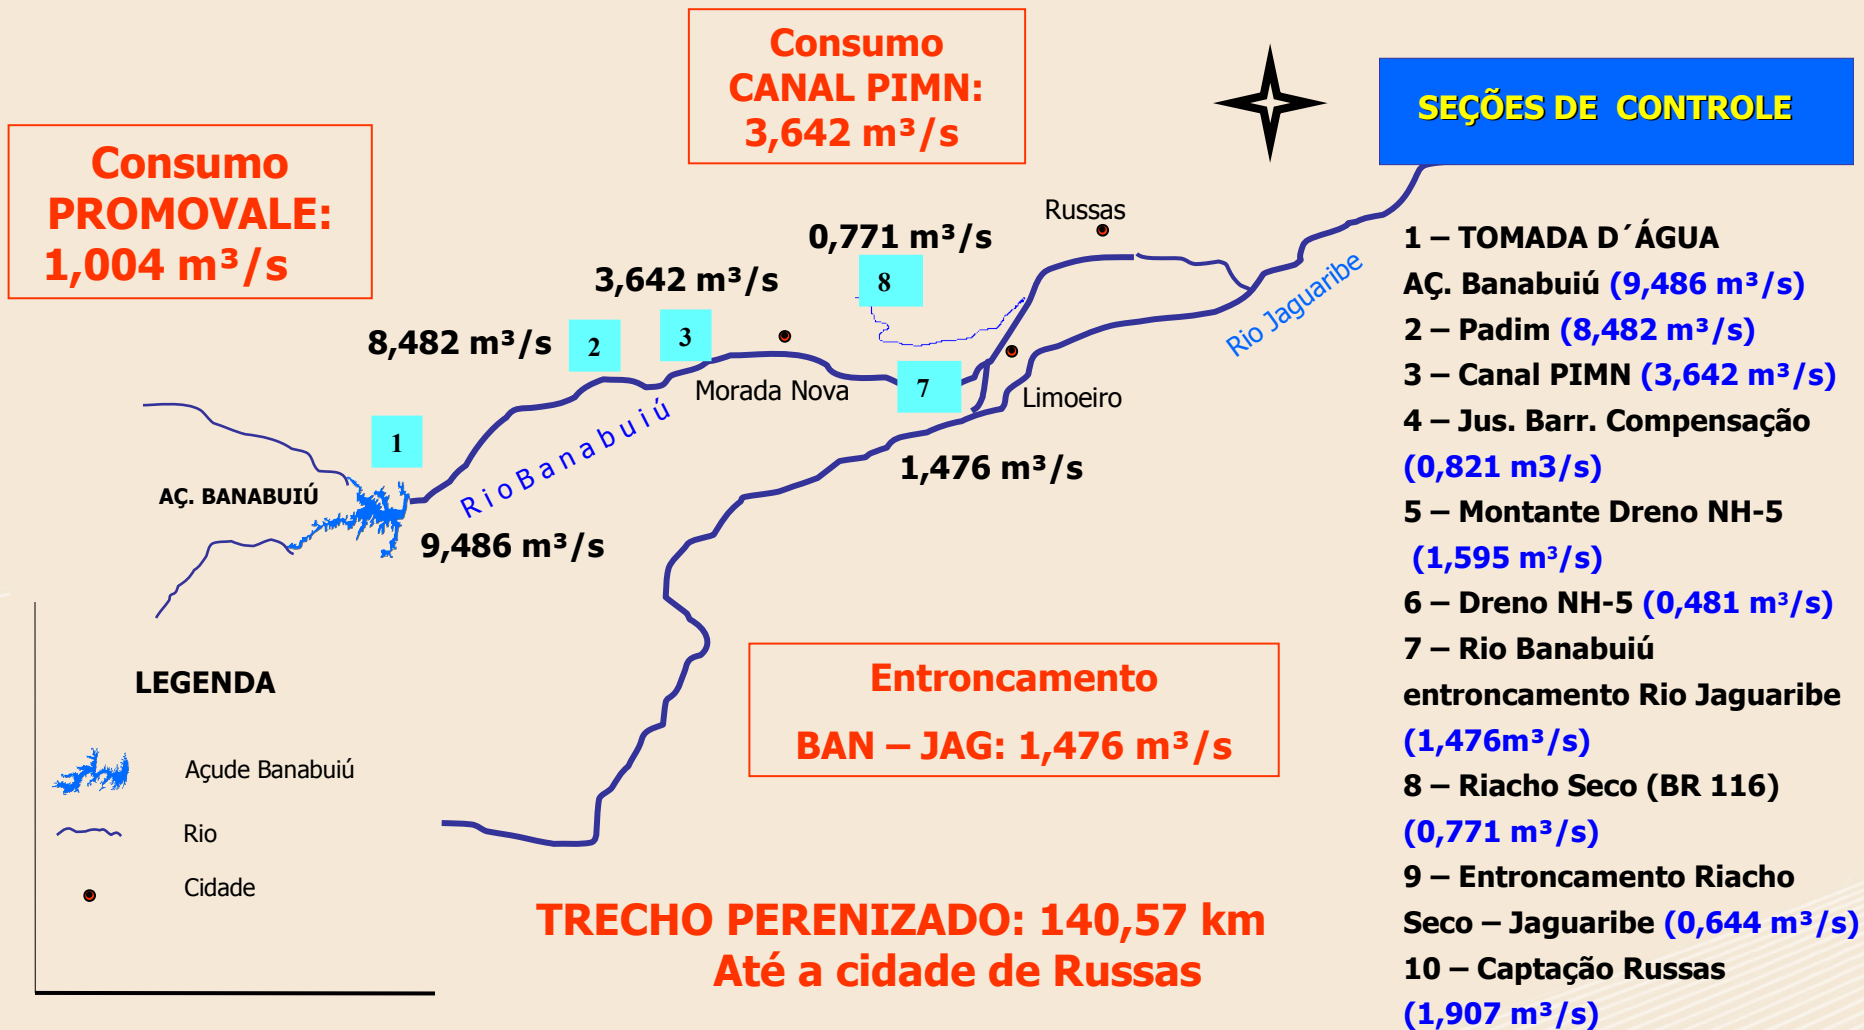 Consumo
CANAL PIMN:
3,642 m³/s
SEÇÕES DE CONTROLE
Consumo
PROMOVALE:
1,004 m³/s
Russas
0,771 m³/s
8
3,642 m³/s
8,482 m³/s
2
3
Morada Nova
7
Limoeiro
Rio Jaguaribe
1
Rio Banabuiú
1,476 m³/s
AÇ. BANABUIÚ
9,486 m³/s
1 – TOMADA D´ÁGUA
AÇ. Banabuiú (9,486 m³/s)
2 – Padim (8,482 m³/s)
3 – Canal PIMN (3,642 m³/s)
4 – Jus. Barr. Compensação
(0,821 m3/s)
5 – Montante Dreno NH-5
(1,595 m³/s)
6 – Dreno NH-5 (0,481 m³/s)
7 – Rio Banabuiú
entroncamento Rio Jaguaribe
(1,476m³/s)
8 – Riacho Seco (BR 116)
(0,771 m³/s)
9 – Entroncamento Riacho
Seco – Jaguaribe (0,644 m³/s)
10 – Captação Russas
(1,907 m³/s)
Entroncamento
BAN – JAG: 1,476 m³/s
LEGENDA
Açude Banabuiú
Rio
Cidade
TRECHO PERENIZADO: 140,57 km
Até a cidade de Russas